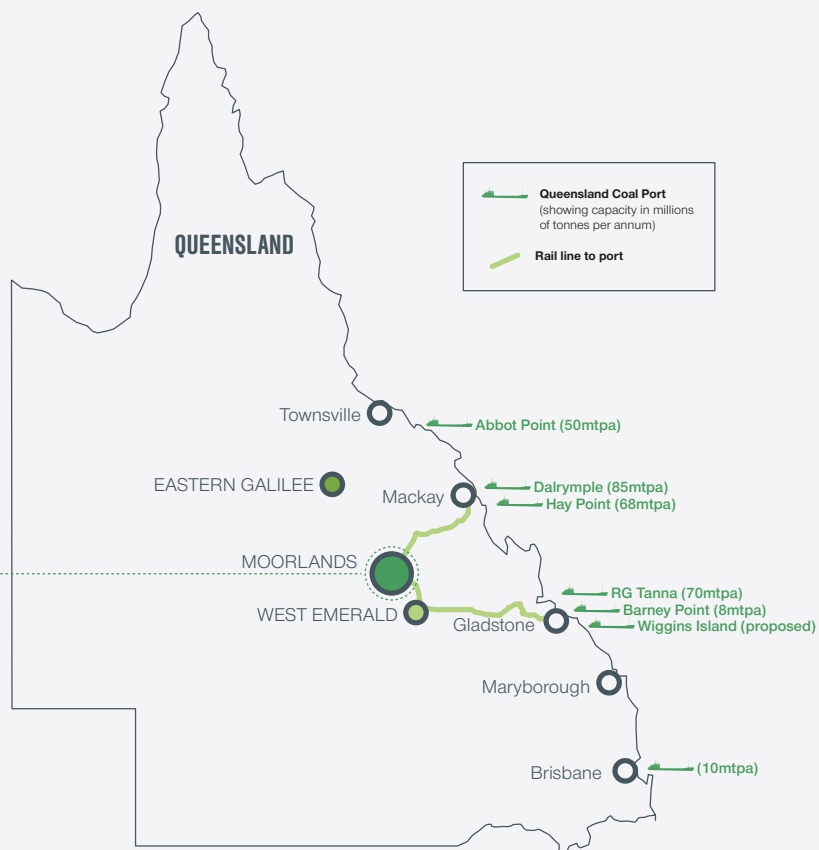 Queensland Coal Port
(showing capacity in millions
of tonnes per annum)
QUEENSLAND
Rail line to port
Townsville
Abbot Point (50mtpa)
EASTERN GALILEE
Dalrymple (85mtpa)
Mackay
Hay Point (68mtpa)
MOORLANDS
RG Tanna (70mtpa)
Barney Point (8mtpa)
WEST EMERALD
Gladstone
Wiggins Island (proposed)
Maryborough
Brisbane
(10mtpa)